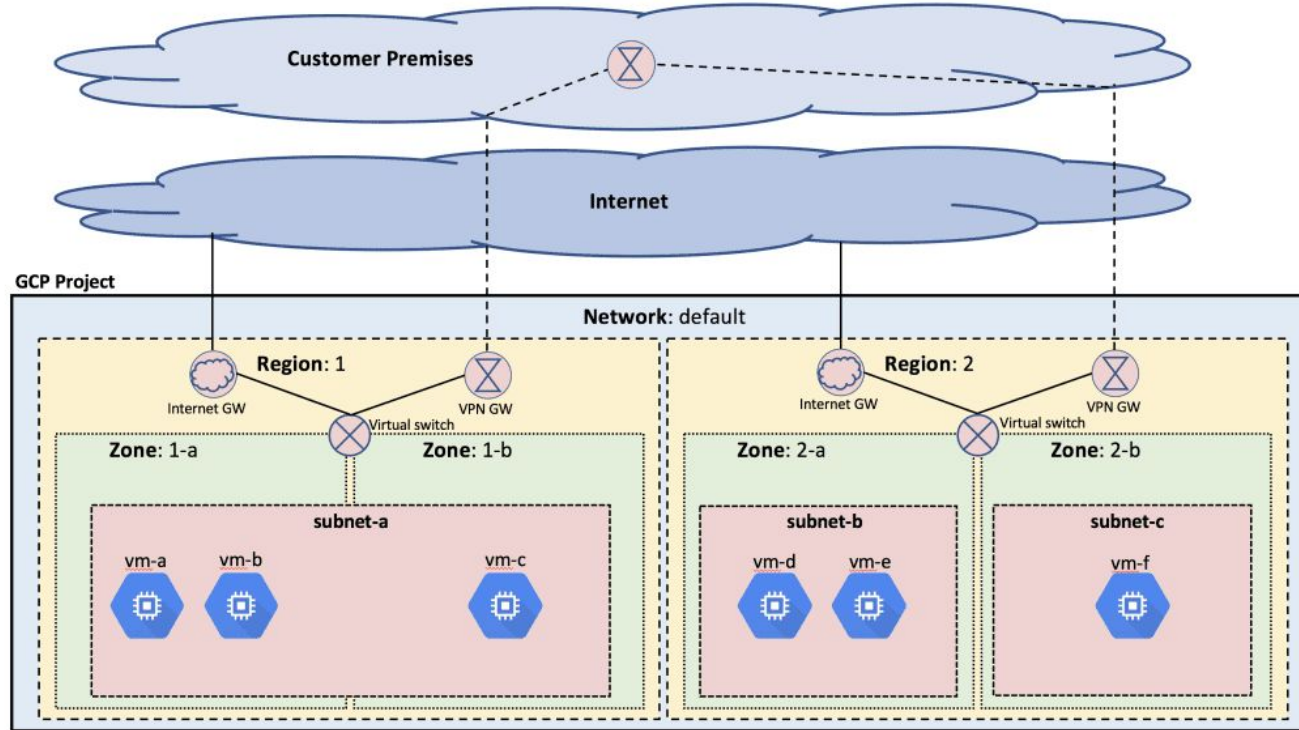 Customer Premises
Internet
GCP Project
Network: default
Region: 1
Internet GW
VPN GW
Virtual switch
Zone: 1-a
Zone: 1-b
subnet-a
vm-a
vm-b
vm-c
Region: 2
Internet GW
VPN GW
Virtual switch
Zone: 2-a
Zone: 2-b
subnet-b
vm-d
vm-e
subnet-c
vm-f